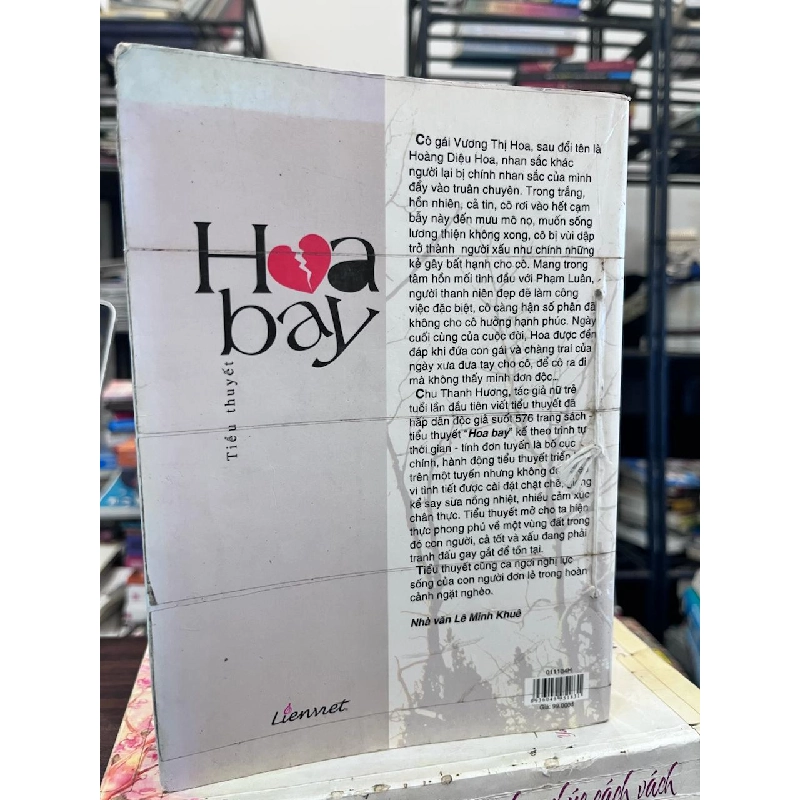 Hoa
bay
Tiểu thuyết
Cô gái Vương Thị Hoa, sau đổi tên là
Hoàng Diệu Hoa, nhan sắc khác
người lại bị chính nhan sắc của mình
đẩy vào truân chuyên. Trong trắng,
hồn nhiên, cả tin, cô rơi vào hết cạm
bẫy này đến mưu mô nọ, muốn sống
lương thiện không xong, cô bị vùi dập
trở thành người xấu như chính những
kẻ gây bất hạnh cho cô. Mang trong
tâm hồn mối tình đầu với Phạm Luân,
người thanh niên đẹp đẽ làm công
việc đặc biệt, cô càng hận số phận đã
không cho cô hưởng hạnh phúc. Ngày
cuối cùng của cuộc đời, Hoa được đền
đáp khi đứa con gái và chàng trai của
ngày xưa đưa tay cho cô, để cô ra đi
mà không thấy mình đơn độc...
Chu Thanh Hương, tác giả nữ trẻ
tuổi lần đầu tiên viết tiểu thuyết đã
hấp dẫn độc giả suốt 576 trang sách
tiểu thuyết "Hoa bay" kể theo trình tự
thời gian - tính đơn tuyến là bố cục
chính, hành động tiểu thuyết triển
trên một tuyến nhưng không
vì tình tiết được cài đặt chặt chẽ,
kể say sưa nồng nhiệt, nhiều cảm xúc
chân thực. Tiểu thuyết mở cho ta hiện
thực phong phú về một vùng đất trong
đó con người, cả tốt và xấu đang phải
tranh đấu gay gắt để tồn tại.
Tiểu thuyết cũng ca ngợi nghị lực
sống của con người đơn lẻ trong hoàn
cảnh ngặt nghèo.
Nhà văn Lê Minh Khuê
Lienviet
Giá: 99.000đ
sách vách